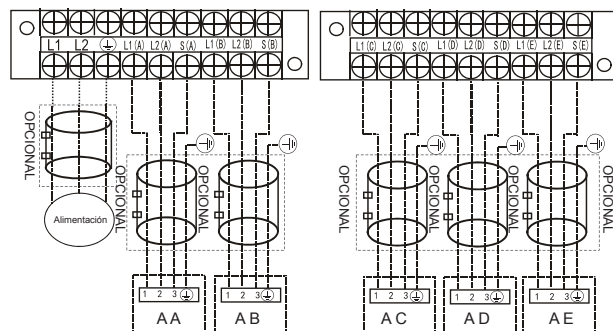 L1 L2 L1(A) L2(A) S(A) L1(B) L2(B) S(B)
L1(C) L2(C) S(C) L1(D) L2(D) S(D) L1(E) L2(E) S(E)
OPCIONAL
OPCIONAL
OPCIONAL
OPCIONAL
OPCIONAL
OPCIONAL
Alimentación
1 2 3
1 2 3
1 2 3
1 2 3
1 2 3
AA
AB
AC
AD
AE